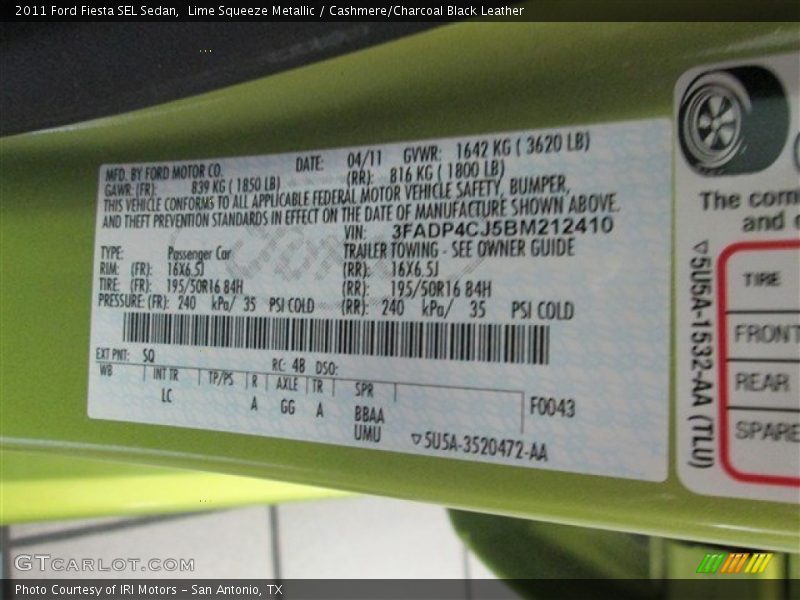 2011 Ford Fiesta SEL Sedan,  Lime Squeeze Metallic / Cashmere/Charcoal Black Leather
MFD. BY FORD MOTOR CO. DATE: 04/11 GVWR: 1642 KG ( 3620 LB)
GAWR: (FR): 839 KG ( 1850 LB) (RR): 816 KG ( 1800 LB)
THIS VEHICLE CONFORMS TO ALL APPLICABLE FEDERAL MOTOR VEHICLE SAFETY, BUMPER,
AND THEFT PREVENTION STANDARDS IN EFFECT ON THE DATE OF MANUFACTURE SHOWN ABOVE.
VIN: 3FADP4CJ5BM212410
TYPE: Passenger Car TRAILER TOWING - SEE OWNER GUIDE
RIM: (FR): 16X6.5J (RR): 16X6.5J
TIRE: (FR): 195/50R16 84H (RR): 195/50R16 84H
PRESSURE: (FR): 240 kPa/ 35 PSI COLD (RR): 240 kPa/ 35 PSI COLD
EXT PNT: SQ RC: 48 DSO:
WB INT TR TP/PS R AXLE TR SPR
LC A GG A BBAA F0043
UMU ▽5U5A-3520472-AA
The com
and
▽5U5A-1532-AA (TLU)
TIRE
FRONT
REAR
SPARE
GTCARLOT.COM
Photo Courtesy of IRI Motors – San Antonio, TX